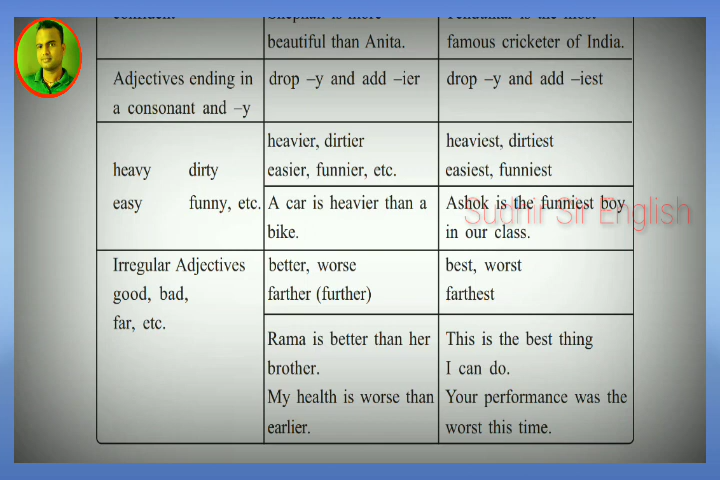 beautiful than Anita.
famous cricketer of India.
Adjectives ending in
a consonant and –y
drop –y and add –ier
drop –y and add –iest
heavy dirty
easy funny, etc.
heavier, dirtier
easier, funnier, etc.
heaviest, dirtiest
easiest, funniest
A car is heavier than a
bike.
Ashok is the funniest boy
in our class.
Sudhir Sir English
Irregular Adjectives
good, bad,
far, etc.
better, worse
farther (further)
best, worst
farthest
Rama is better than her
brother.
My health is worse than
earlier.
This is the best thing
I can do.
Your performance was the
worst this time.